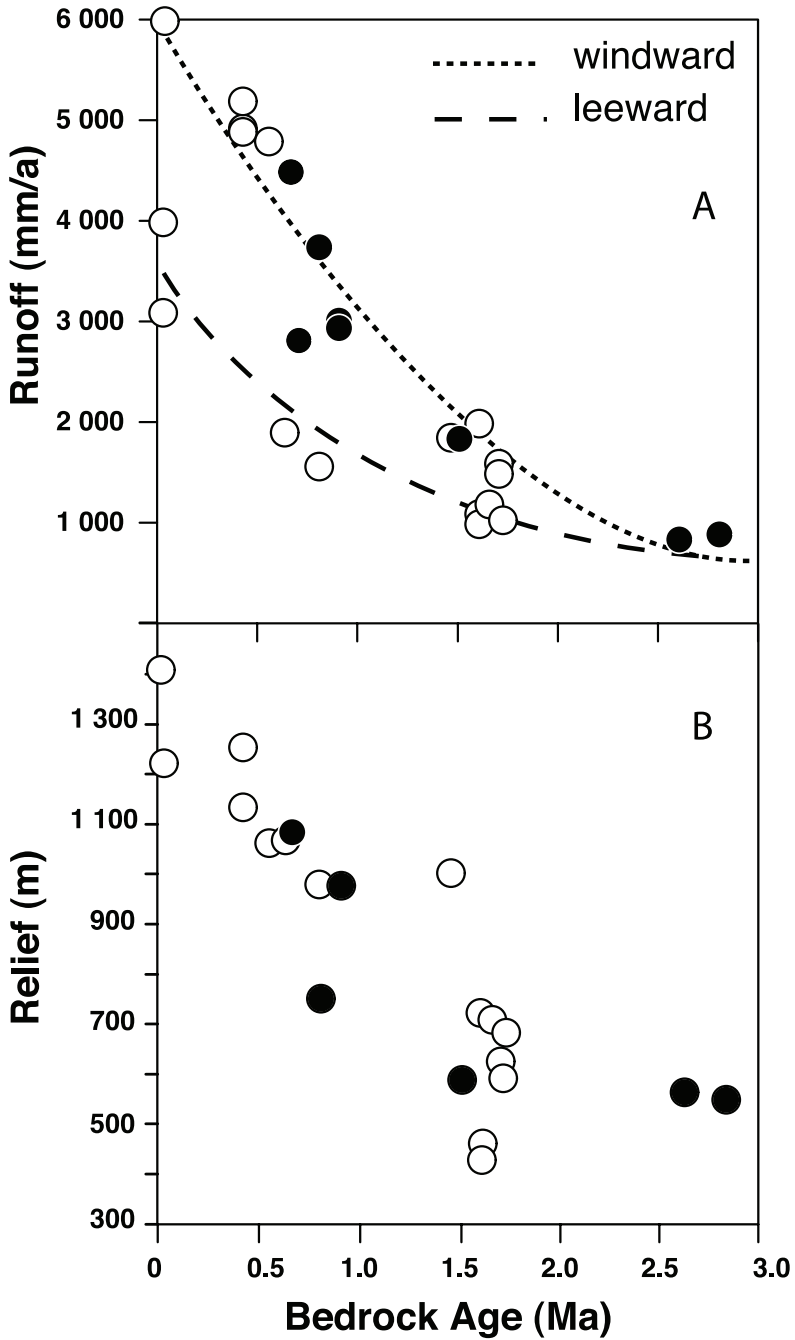 6 000
5 000
4 000
3 000
2 000
1 000
Runoff (mm/a)
windward
leeward
A
1 300
1 100
900
700
500
300
Relief (m)
B
0 0.5 1.0 1.5 2.0 2.5 3.0
Bedrock Age (Ma)